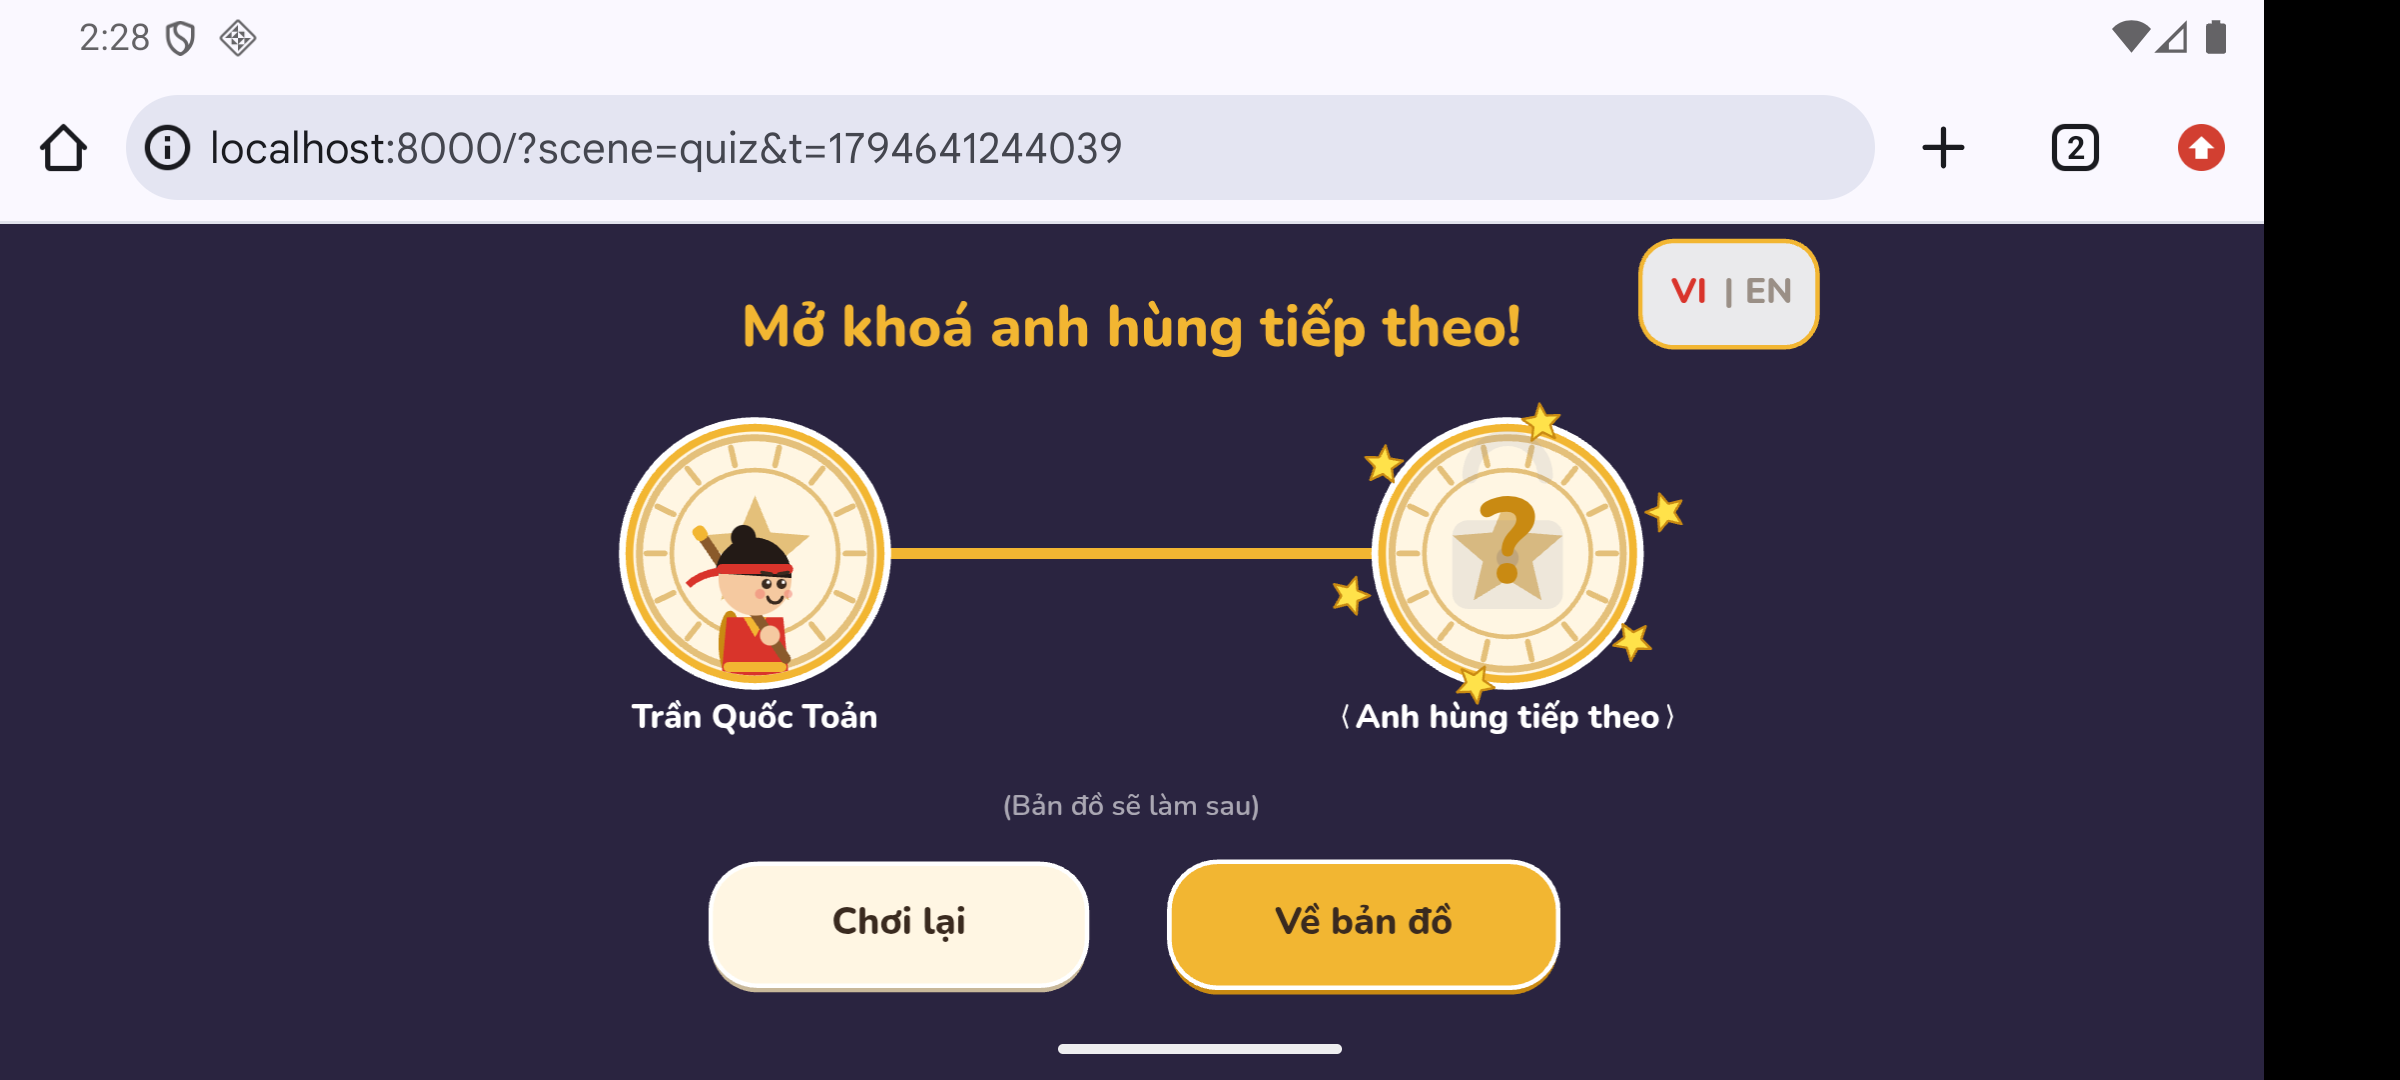 2:28
localhost:8000/?scene=quiz&t=1794641244039
2
VI | EN
Mở khoá anh hùng tiếp theo!
?
Trần Quốc Toản
⟨Anh hùng tiếp theo⟩
(Bản đồ sẽ làm sau)
Chơi lại
Về bản đồ